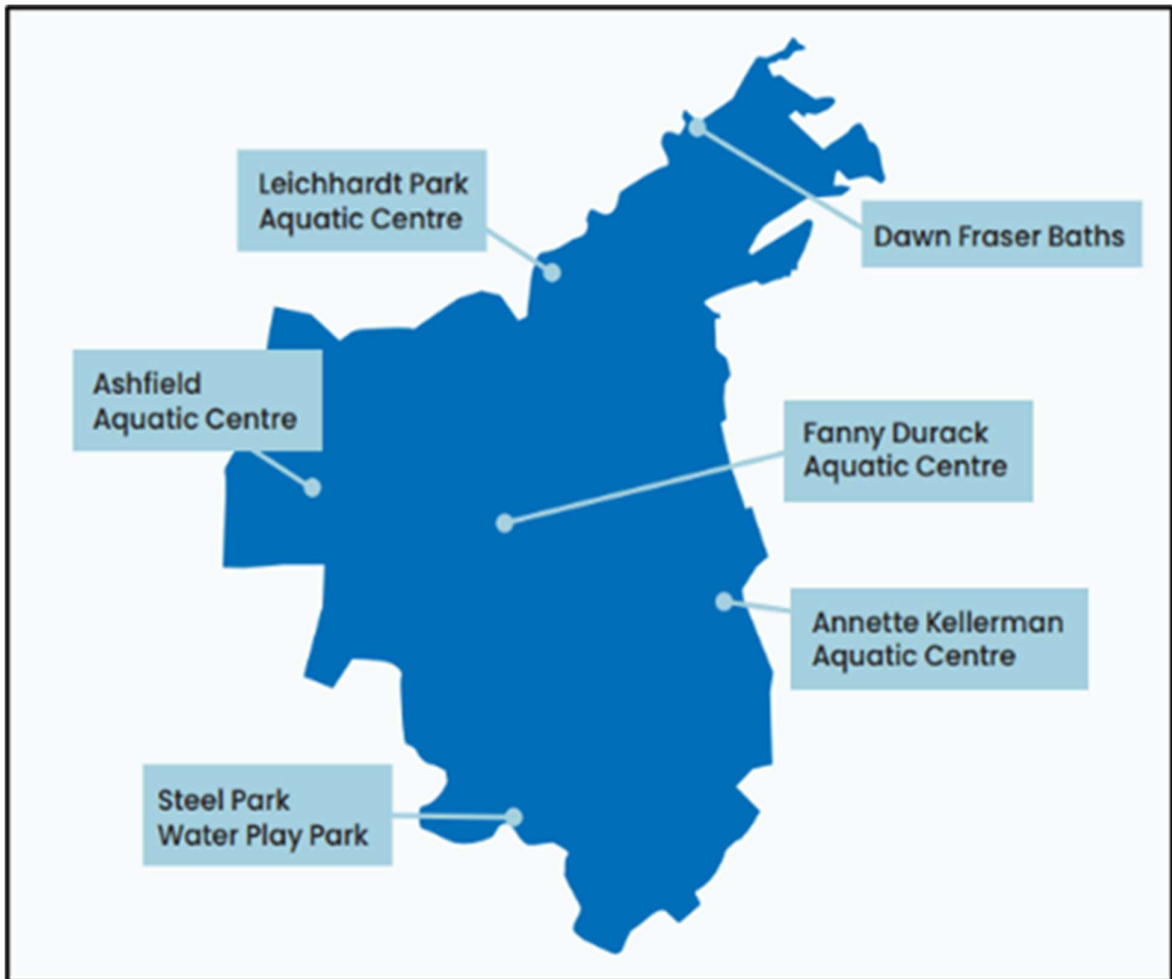 Leichhardt Park
Aquatic Centre
Dawn Fraser Baths
Ashfield
Aquatic Centre
Fanny Durack
Aquatic Centre
Annette Kellerman
Aquatic Centre
Steel Park
Water Play Park